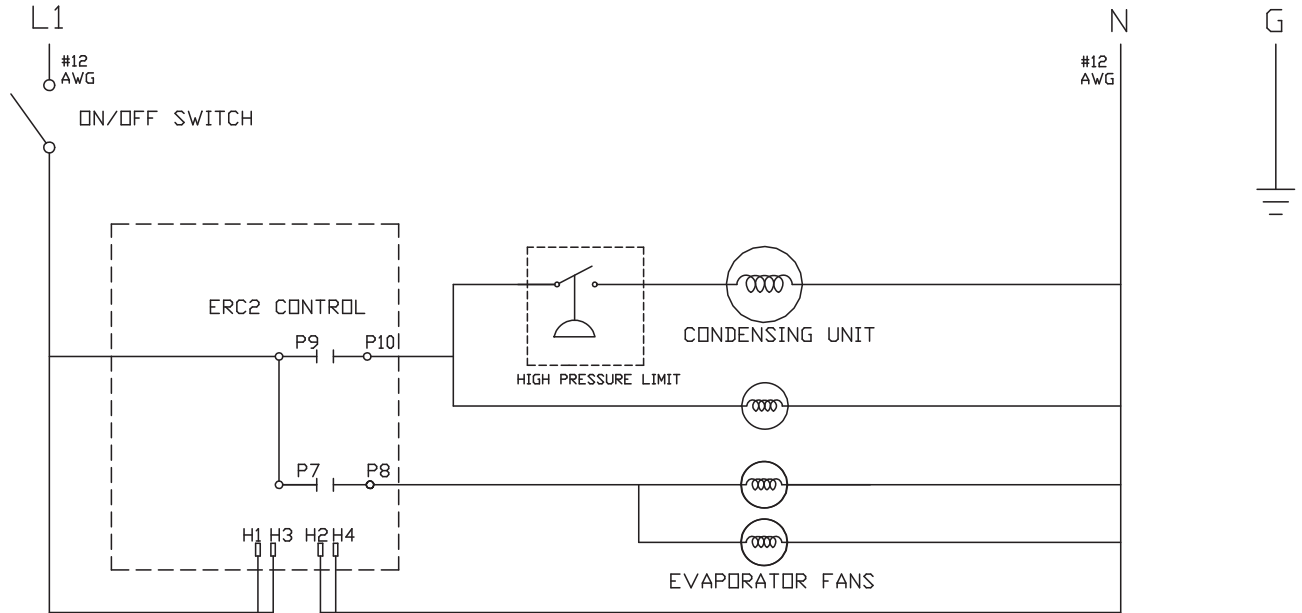 L1
N
G
#12
AWG
#12
AWG
ON/OFF SWITCH
ERC2 CONTROL
P9
P10
CONDENSING UNIT
HIGH PRESSURE LIMIT
P7
P8
H1 H3 H2 H4
EVAPORATOR FANS